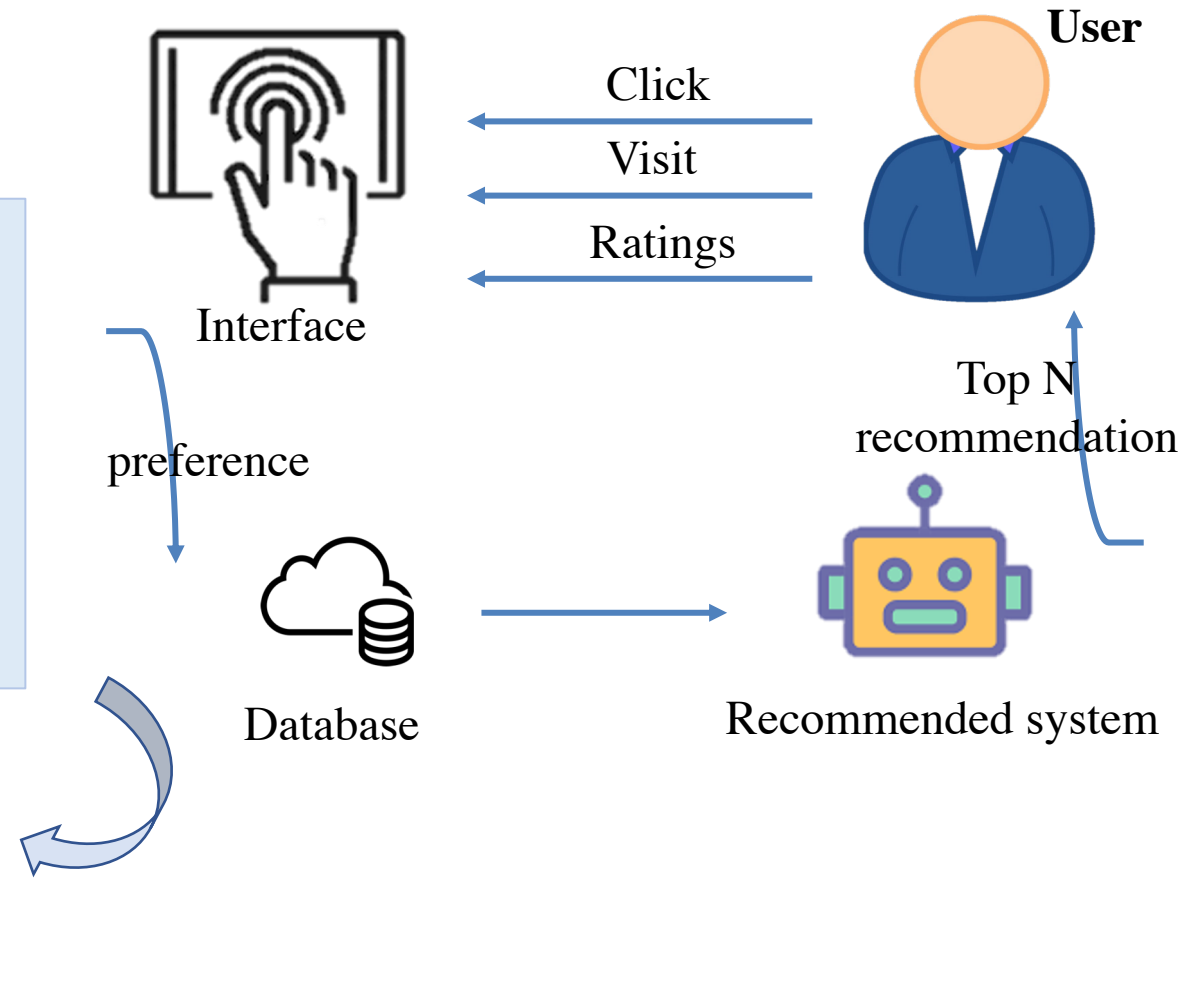 User
Click
Visit
Ratings
Interface
Top N
recommendation
preference
Database
Recommended system